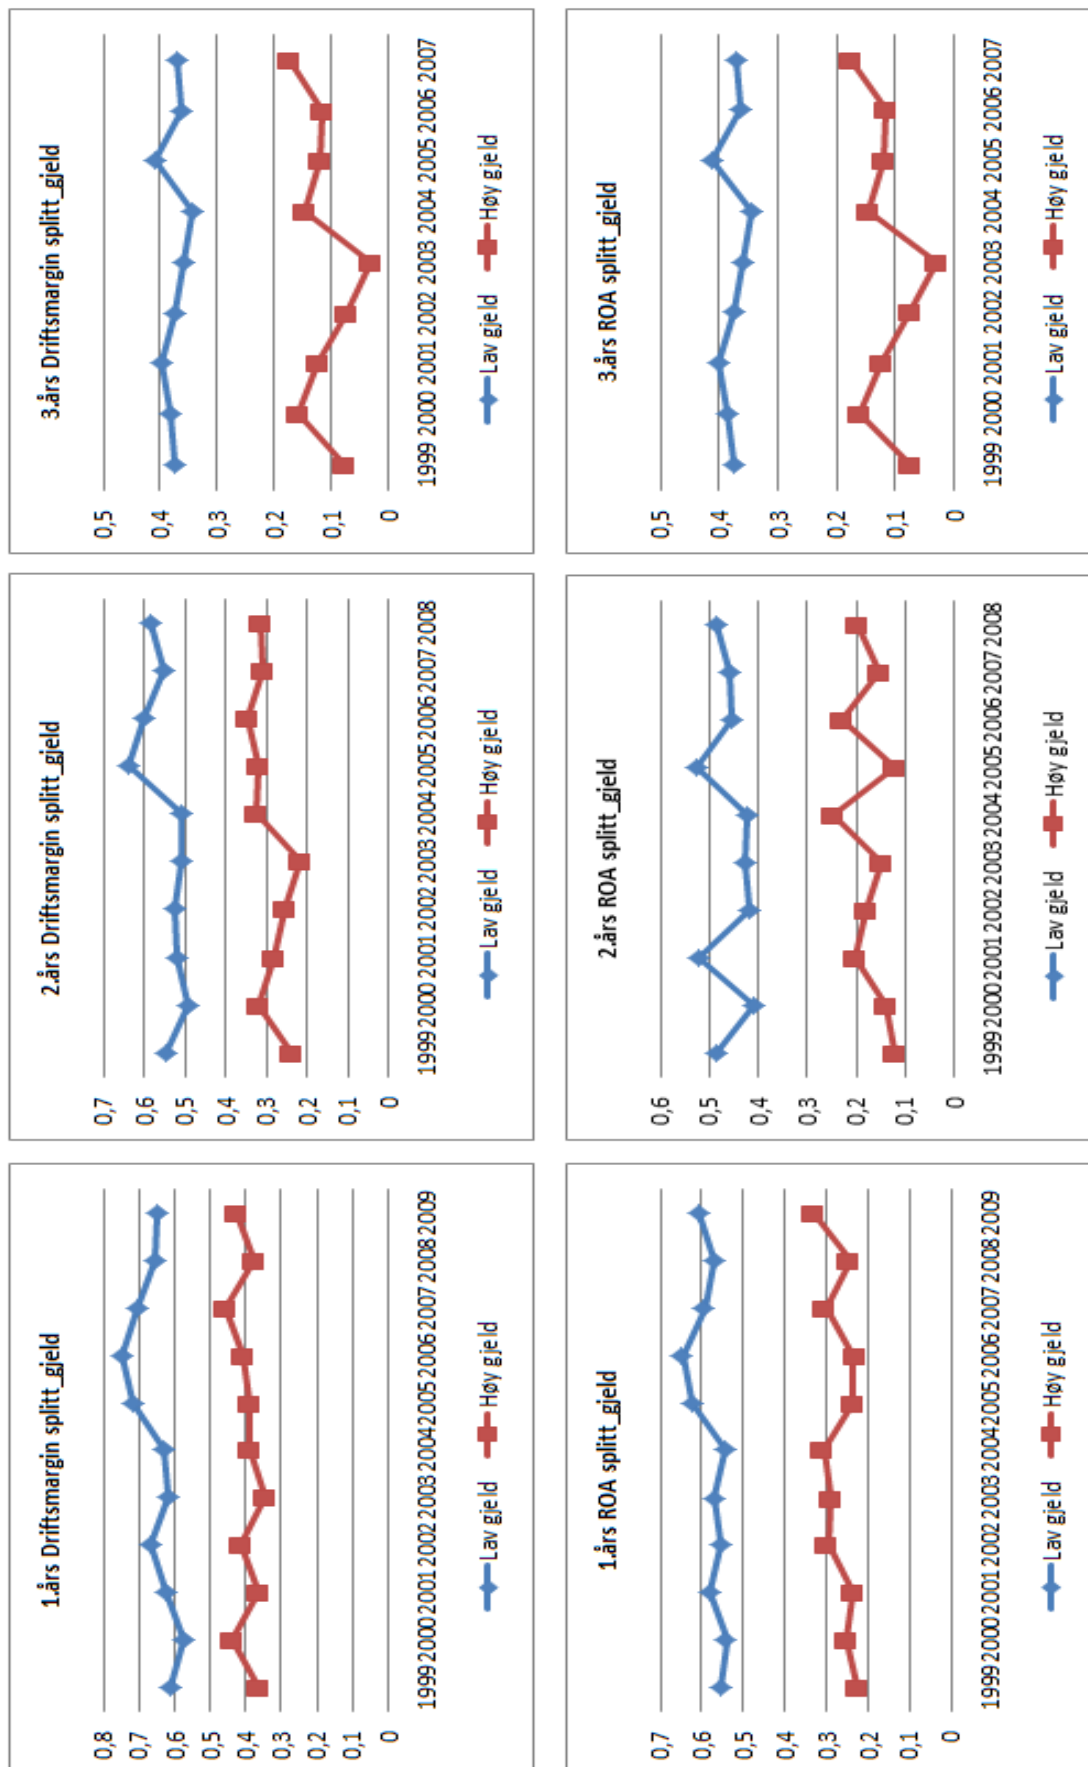 1.års Driftsmargin splitt_gjeld
0,8
0,7
0,6
0,5
0,4
0,3
0,2
0,1
0
1999 2000 2001 2002 2003 2004 2005 2006 2007 2008 2009
Lav gjeld Høy gjeld
2.års Driftsmargin splitt_gjeld
0,7
0,6
0,5
0,4
0,3
0,2
0,1
0
1999 2000 2001 2002 2003 2004 2005 2006 2007 2008
Lav gjeld Høy gjeld
3.års Driftsmargin splitt_gjeld
0,5
0,4
0,3
0,2
0,1
0
1999 2000 2001 2002 2003 2004 2005 2006 2007
Lav gjeld Høy gjeld
1.års ROA splitt_gjeld
0,7
0,6
0,5
0,4
0,3
0,2
0,1
0
1999 2000 2001 2002 2003 2004 2005 2006 2007 2008 2009
Lav gjeld Høy gjeld
2.års ROA splitt_gjeld
0,6
0,5
0,4
0,3
0,2
0,1
0
1999 2000 2001 2002 2003 2004 2005 2006 2007 2008
Lav gjeld Høy gjeld
3.års ROA splitt_gjeld
0,5
0,4
0,3
0,2
0,1
0
1999 2000 2001 2002 2003 2004 2005 2006 2007
Lav gjeld Høy gjeld